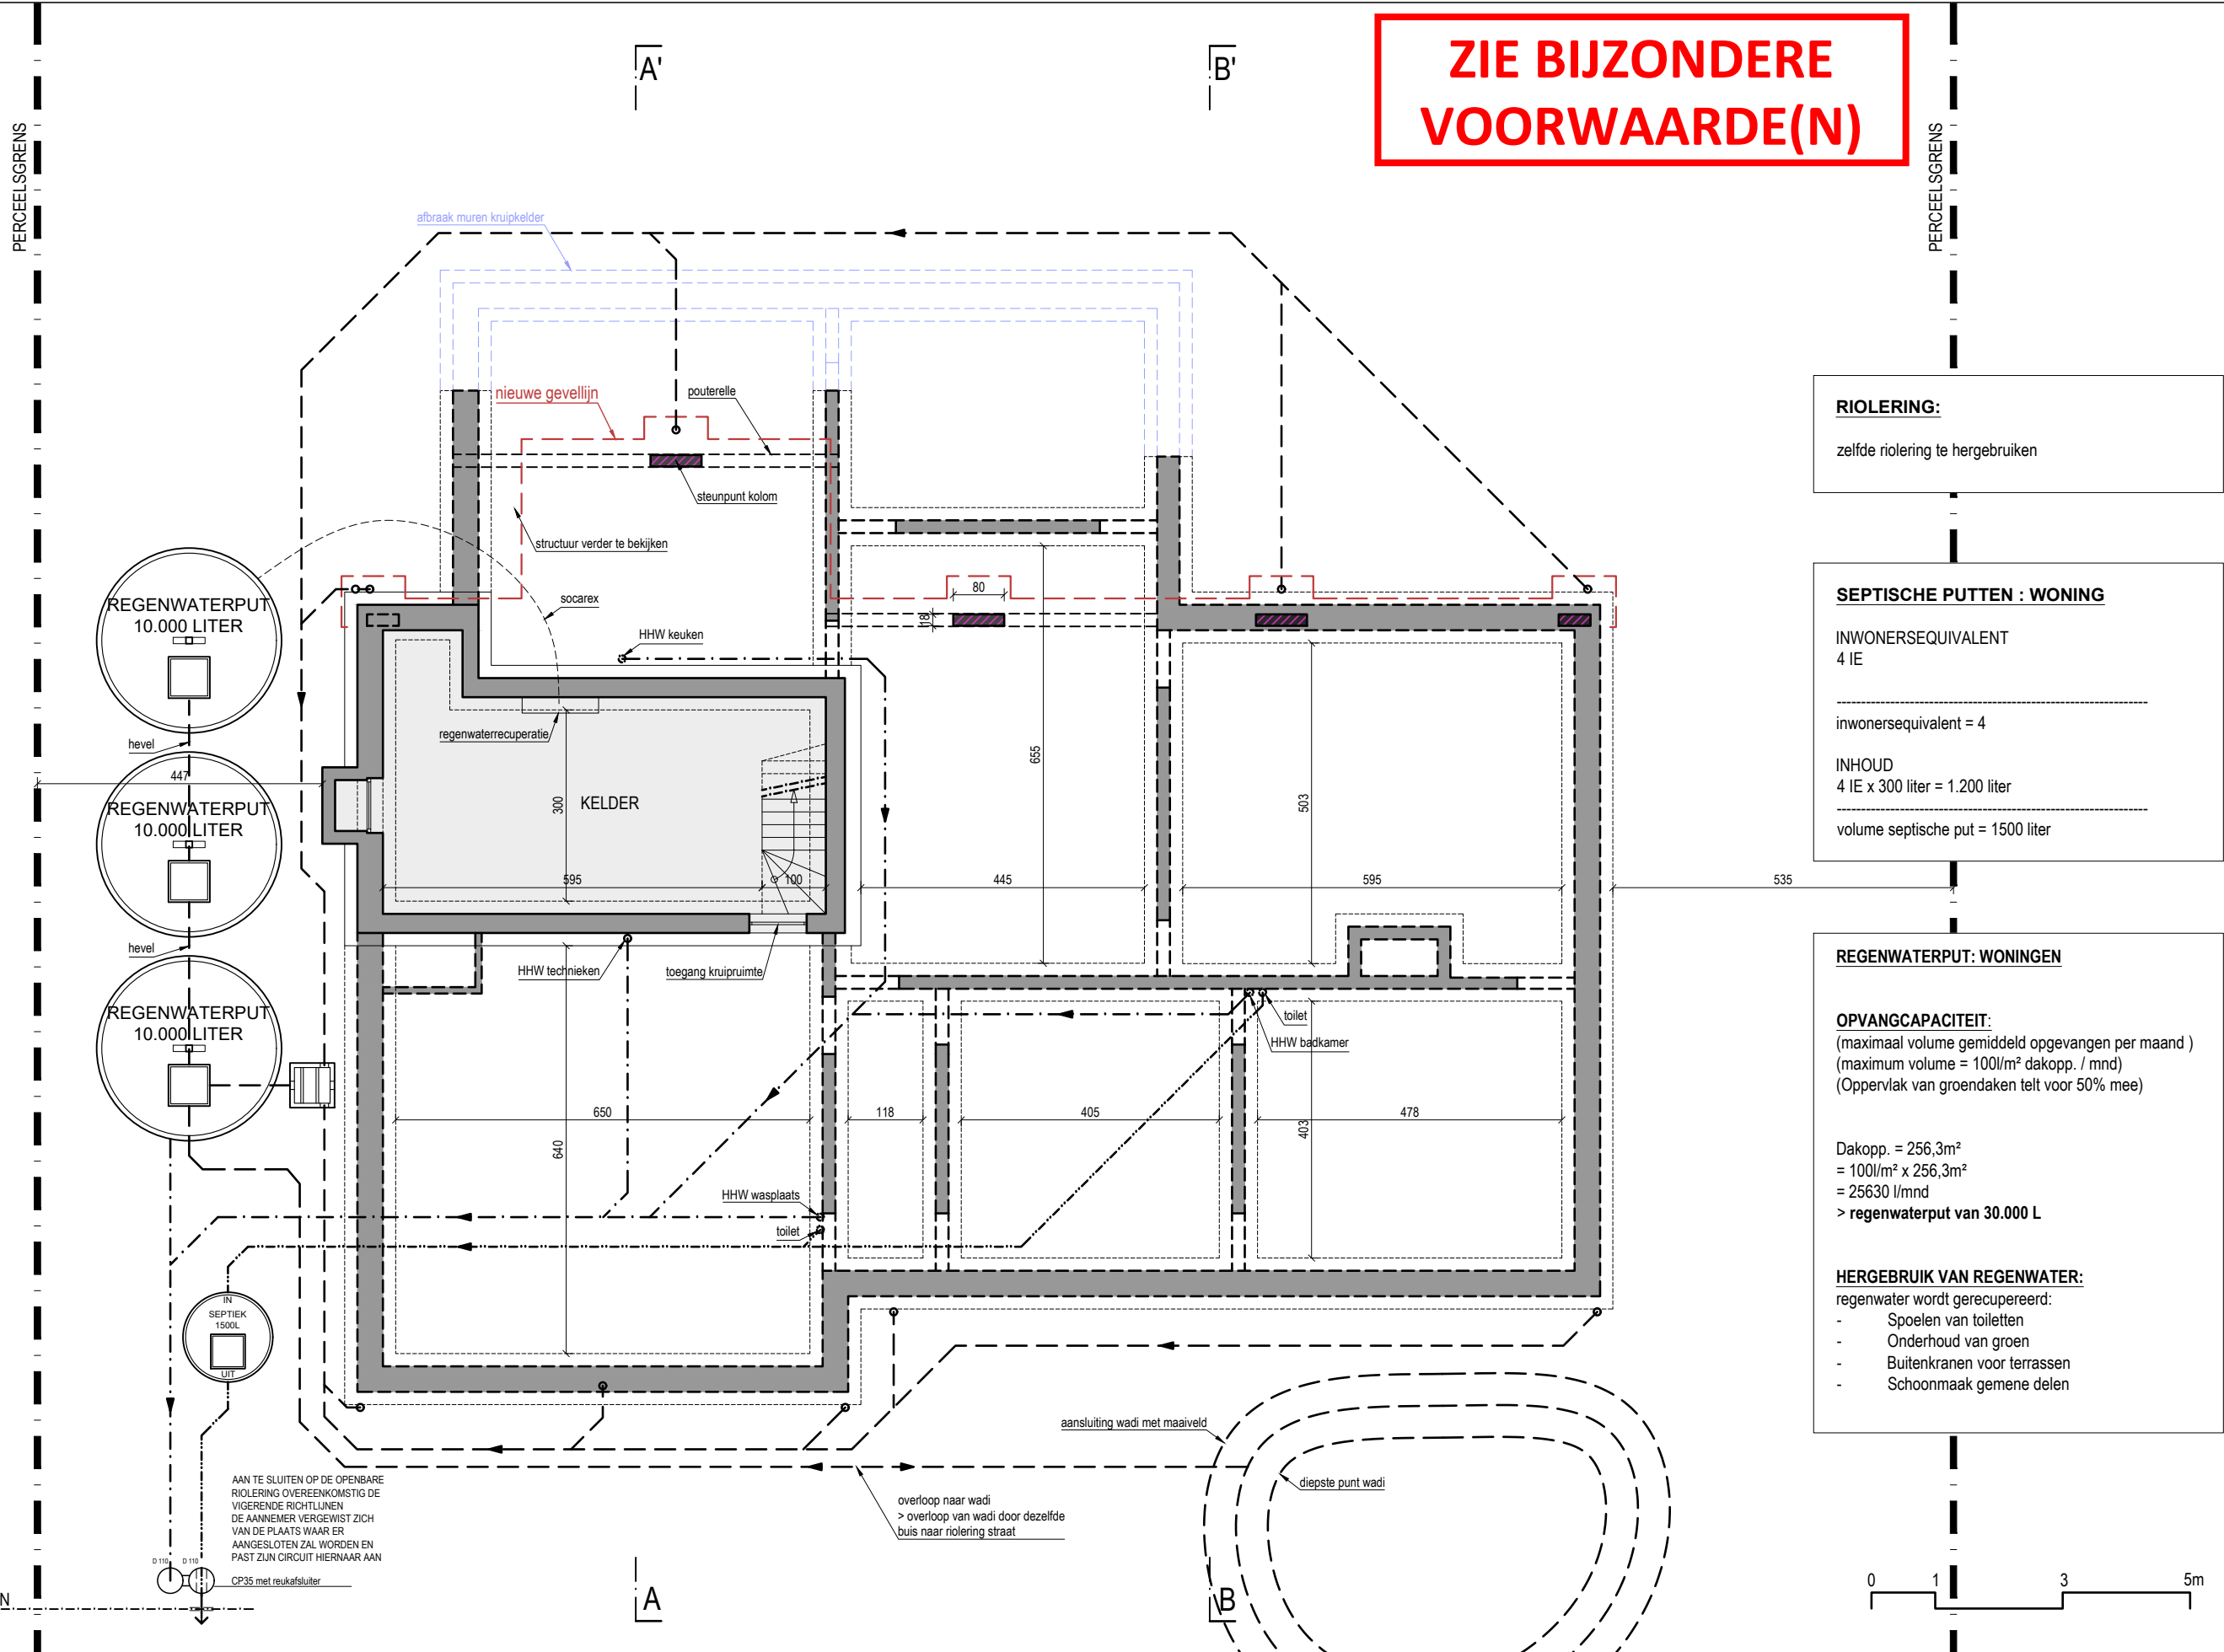 A'
B'
ZIE BIJZONDERE
VOORWAARDE(N)
PERCEELSGRENS
PERCEELSGRENS
afbraak muren kruipkelder
nieuwe gevellijn
pouterelle
steunpunt kolom
structuur verder te bekijken
socarex
HHW keuken
80
18
REGENWATERPUT
10.000 LITER
hevel
447
REGENWATERPUT
10.000 LITER
hevel
REGENWATERPUT
10.000 LITER
regenwaterrecuperatie
300
KELDER
655
503
595
100
445
595
535
HHW technieken
toegang kruipruimte
toilet
HHW badkamer
650
640
118
405
478
403
HHW wasplaats
toilet
IN
SEPTIEK
1500L
UIT
aansluiting wadi met maaiveld
diepste punt wadi
overloop naar wadi
> overloop van wadi door dezelfde
buis naar riolering straat
AAN TE SLUITEN OP DE OPENBARE
RIOLERING OVEREENKOMSTIG DE
VIGERENDE RICHTLIJNEN
DE AANNEMER VERGEWIST ZICH
VAN DE PLAATS WAAR ER
AANGESLOTEN ZAL WORDEN EN
PAST ZIJN CIRCUIT HIERNAAR AAN
D 110
D 110
CP35 met reukafsluiter
N
A
B
RIOLERING:
zelfde riolering te hergebruiken
SEPTISCHE PUTTEN : WONING
INWONERSEQUIVALENT
4 IE
inwonersequivalent = 4
INHOUD
4 IE x 300 liter = 1.200 liter
volume septische put = 1500 liter
REGENWATERPUT: WONINGEN
OPVANGCAPACITEIT:
(maximaal volume gemiddeld opgevangen per maand )
(maximum volume = 100l/m² dakopp. / mnd)
(Oppervlak van groendaken telt voor 50% mee)
Dakopp. = 256,3m²
= 100l/m² x 256,3m²
= 25630 l/mnd
> regenwaterput van 30.000 L
HERGEBRUIK VAN REGENWATER:
regenwater wordt gerecupereerd:
- Spoelen van toiletten
- Onderhoud van groen
- Buitenkranen voor terrassen
- Schoonmaak gemene delen
0 1 3 5m